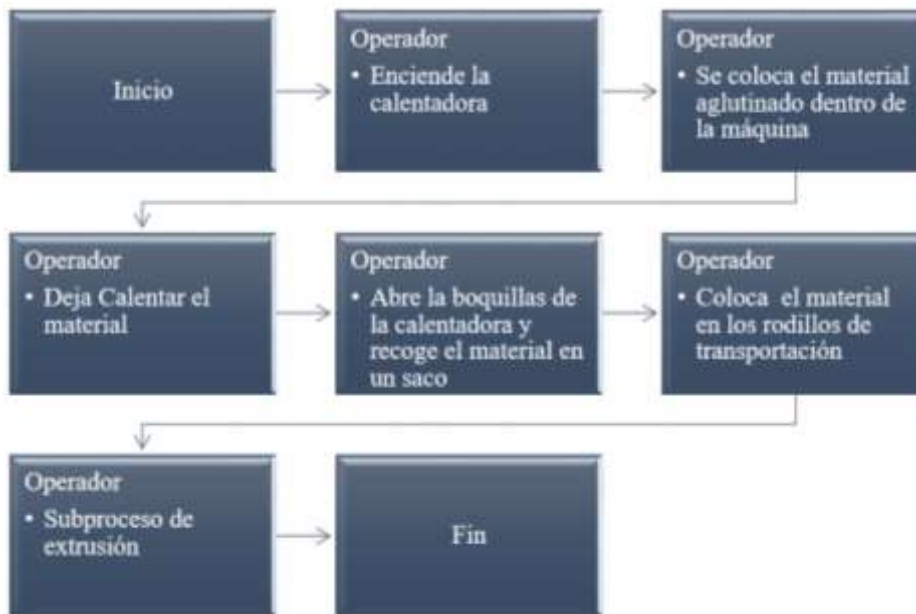 Inicio
Operador
• Enciende la
calentadora
Operador
• Se coloca el material
aglutinado dentro de
la máquina
Operador
• Deja Calentar el
material
Operador
• Abre la boquillas de
la calentadora y
recoge el material en
un saco
Operador
• Coloca el material
en los rodillos de
transportación
Operador
• Subproceso de
extrusión
Fin